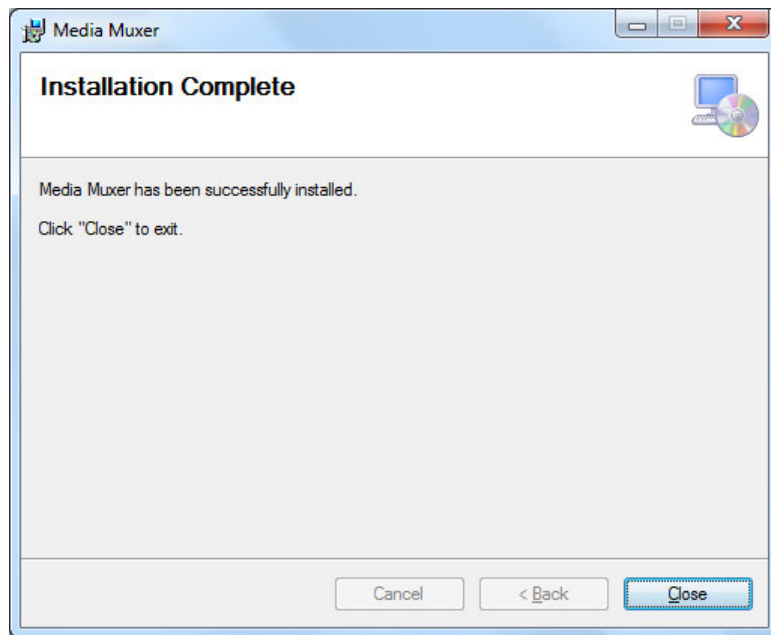 Media Muxer
Installation Complete
Media Muxer has been successfully installed.
Click "Close" to exit.
Cancel
< Back
Close